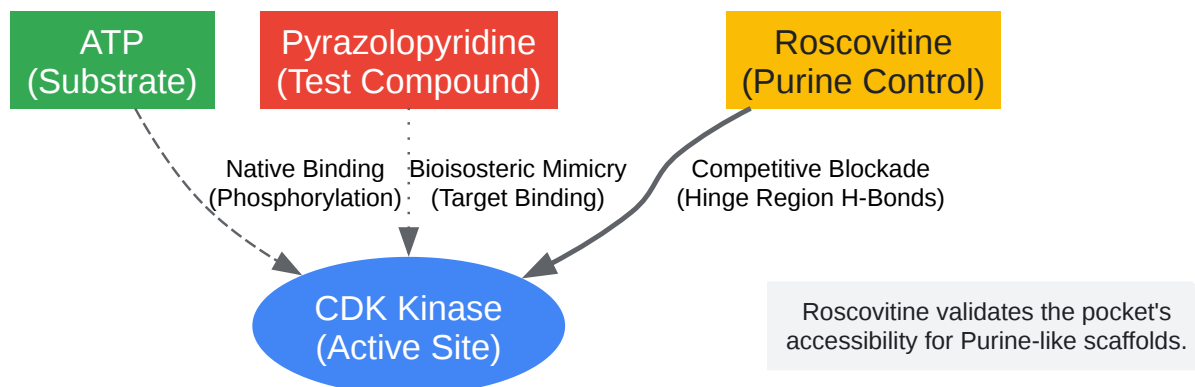 ATP
(Substrate)
Pyrazolopyridine
(Test Compound)
Roscovitine
(Purine Control)
Native Binding
(Phosphorylation)
Bioisosteric Mimicry
(Target Binding)
Competitive Blockade
(Hinge Region H-Bonds)
CDK Kinase
(Active Site)
Roscovitine validates the pocket's
accessibility for Purine-like scaffolds.